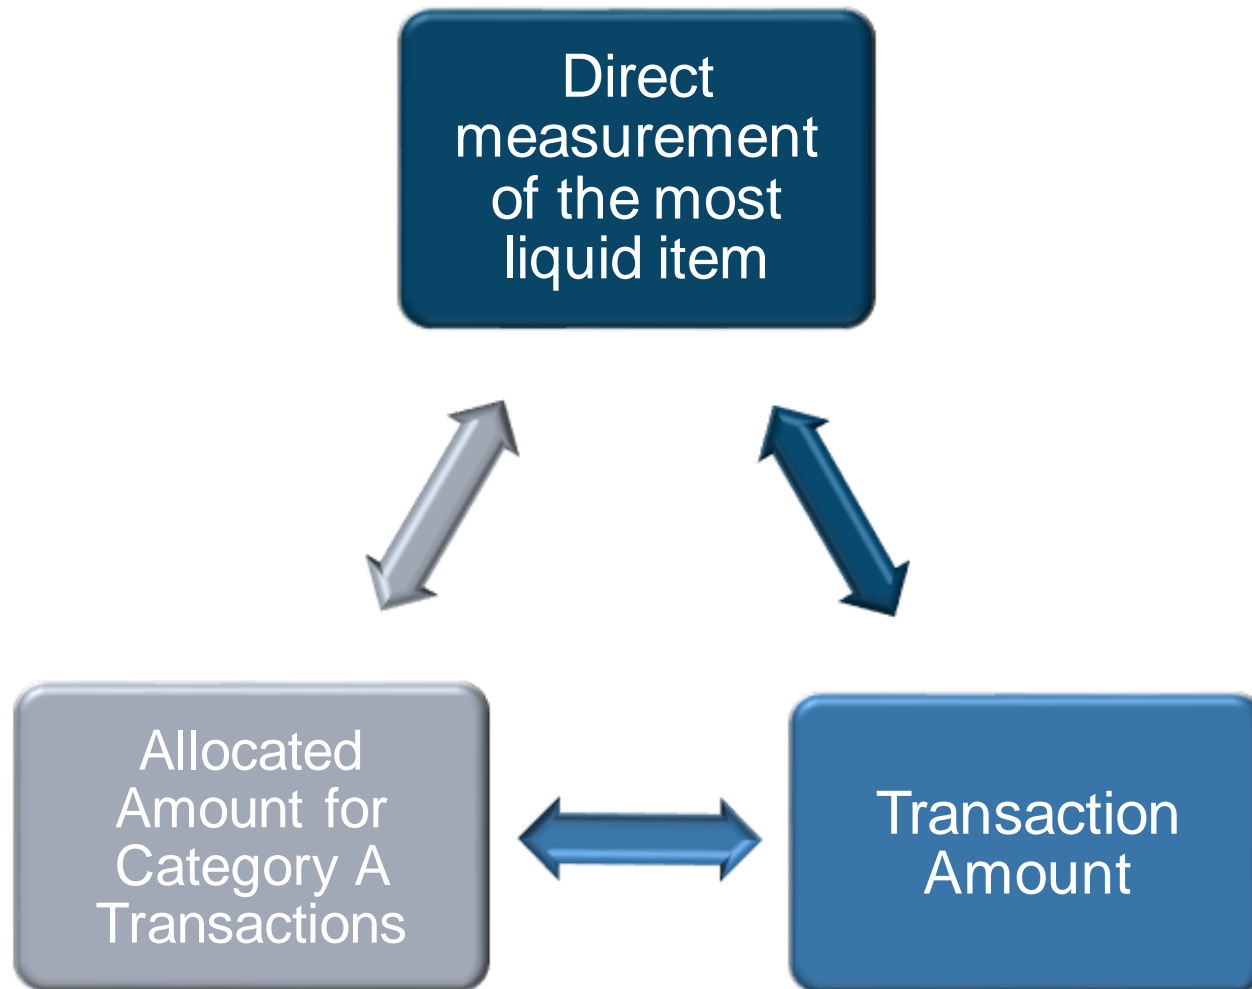 Direct
measurement
of the most
liquid item
Allocated
Amount for
Category A
Transactions
Transaction
Amount